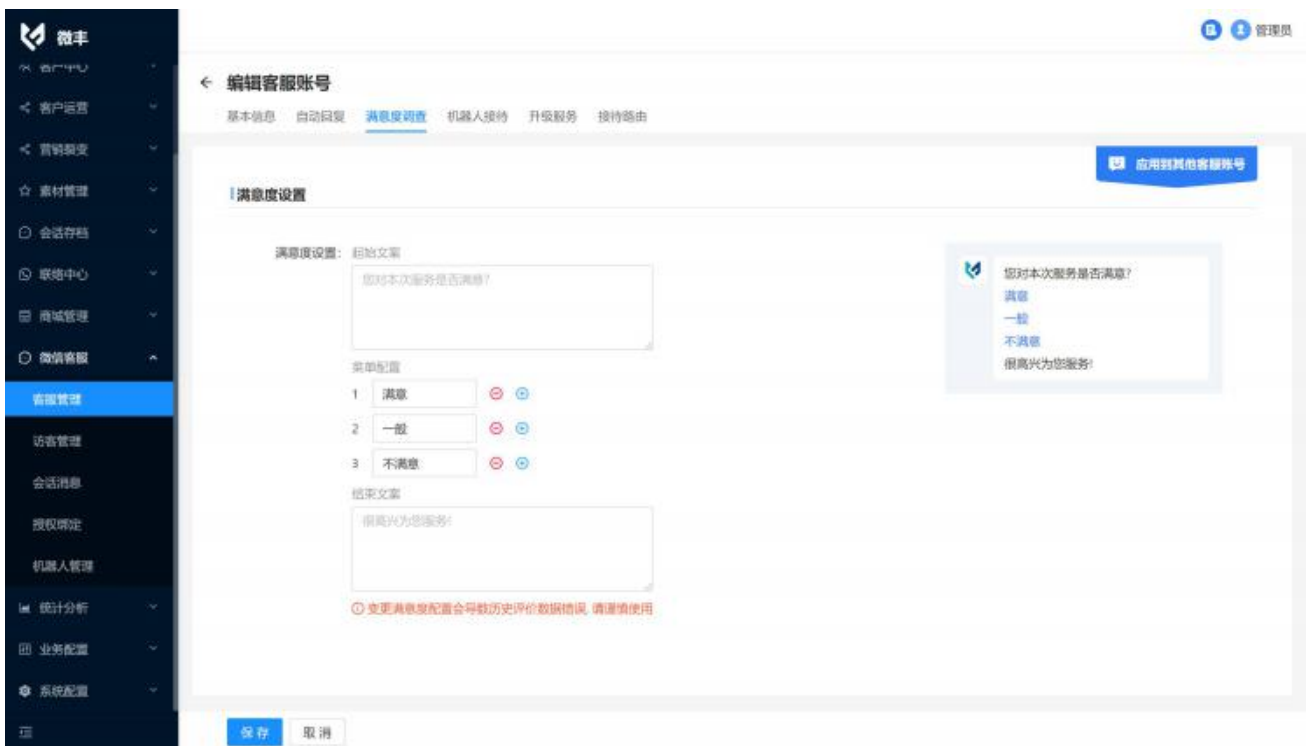 微丰
管理员
客户中心
编辑客服账号
客户运营
基本信息 自动回复 满意度调查 机器人接待 升级服务 接待路由
营销裂变
应用到其他客服账号
素材管理
满意度设置
会话存档
满意度设置: 起始文案
联络中心
您对本次服务是否满意?
您对本次服务是否满意?
满意
一般
不满意
很高兴为您服务!
商城管理
微信客服
菜单配置
1 满意
客服管理
2 一般
访客管理
3 不满意
会话消息
结束文案
授权绑定
很高兴为您服务!
机器人管理
统计分析
变更满意度配置会导数历史评价数据错误, 请谨慎使用
业务配置
系统配置
保存 取消